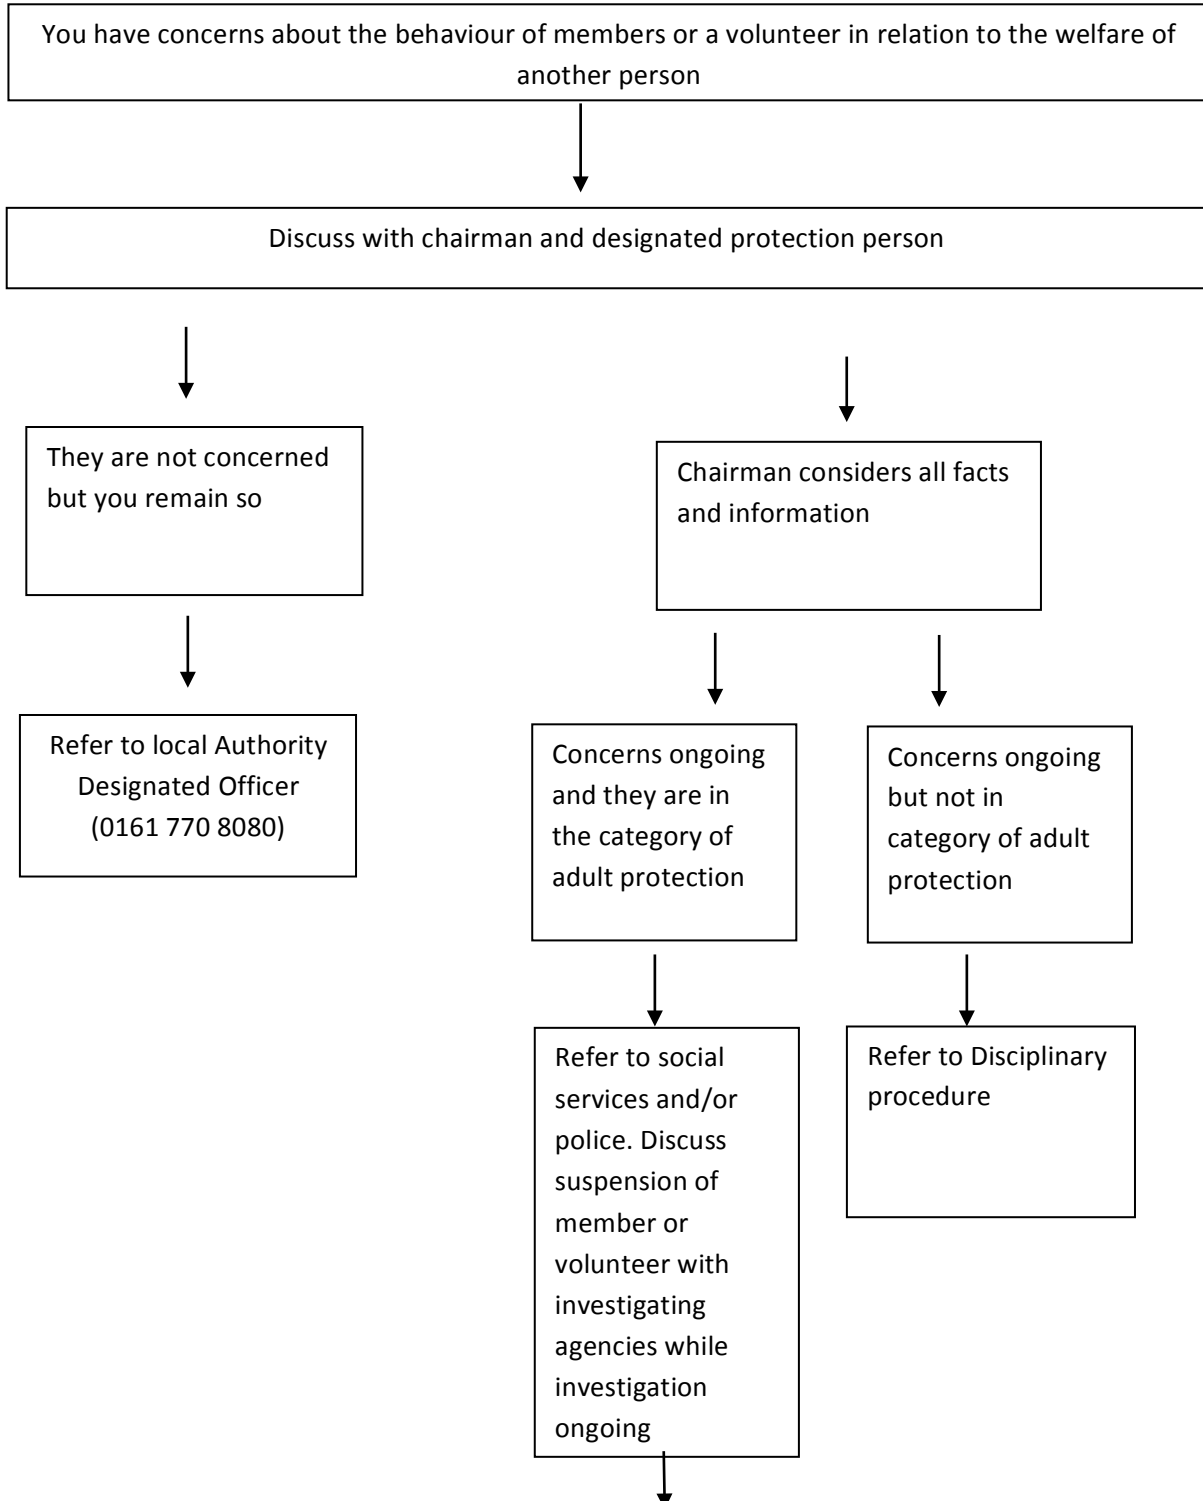 You have concerns about the behaviour of members or a volunteer in relation to the welfare of
another person
Discuss with chairman and designated protection person
They are not concerned
but you remain so
Chairman considers all facts
and information
Refer to local Authority
Designated Officer
(0161 770 8080)
Concerns ongoing
and they are in
the category of
adult protection
Concerns ongoing
but not in
category of adult
protection
Refer to social
services and/or
police. Discuss
suspension of
member or
volunteer with
investigating
agencies while
investigation
ongoing
Refer to Disciplinary
procedure